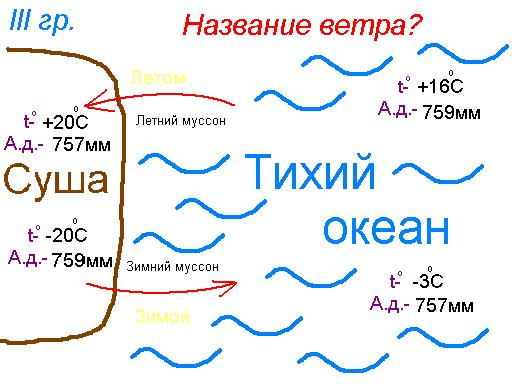 III гр.
Название ветра?
Летом
t-° +16°С
А.д.- 759мм
t-° +20°С
А.д.- 757мм
Летний муссон
Суша
Тихий
океан
t-° -20°С
А.д.- 759мм
Зимний муссон
t-° -3°С
А.д.- 757мм
Зимой